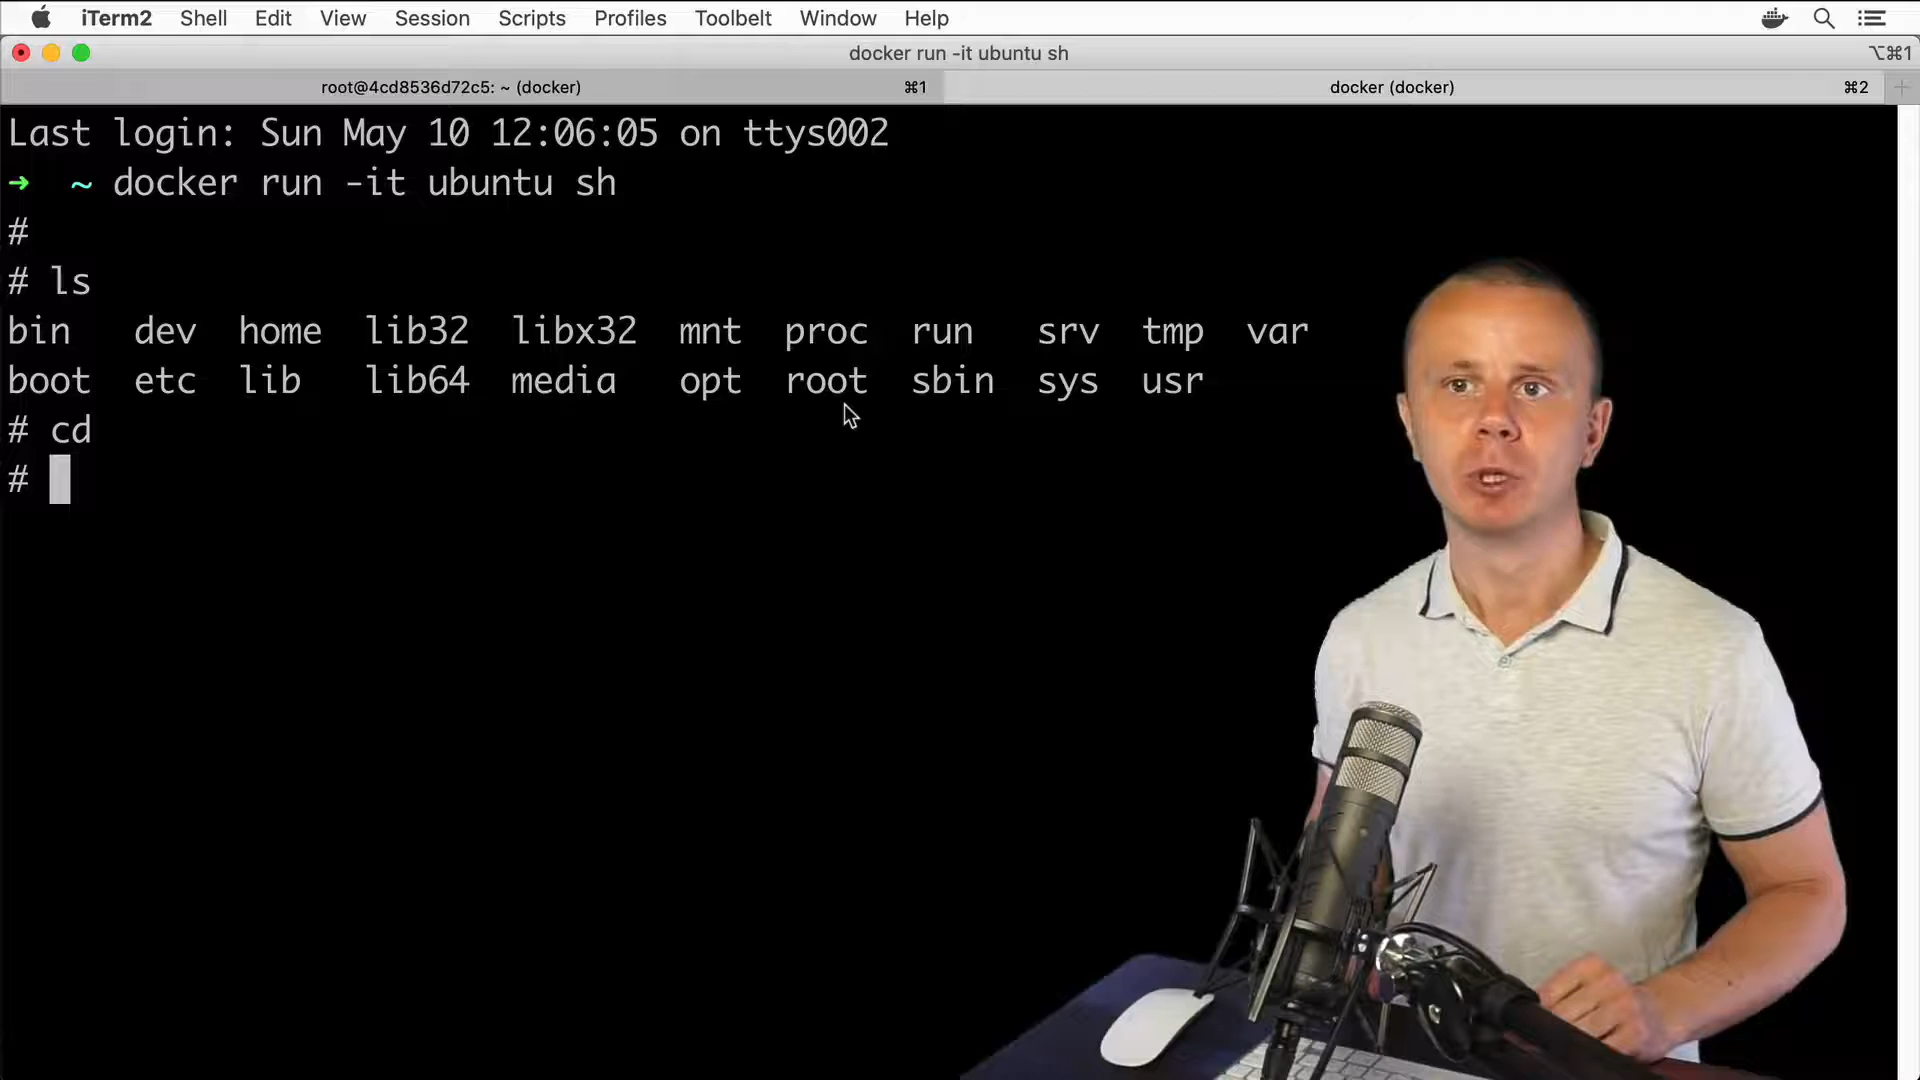 iTerm2 Shell Edit View Session Scripts Profiles Toolbelt Window Help
docker run -it ubuntu sh ⌥⌘1
root@4cd8536d72c5: ~ (docker) ⌘1 docker (docker) ⌘2
Last login: Sun May 10 12:06:05 on ttys002
➜ ~ docker run -it ubuntu sh
#
# ls
bin dev home lib32 libx32 mnt proc run srv tmp var
boot etc lib lib64 media opt root sbin sys usr
# cd
#